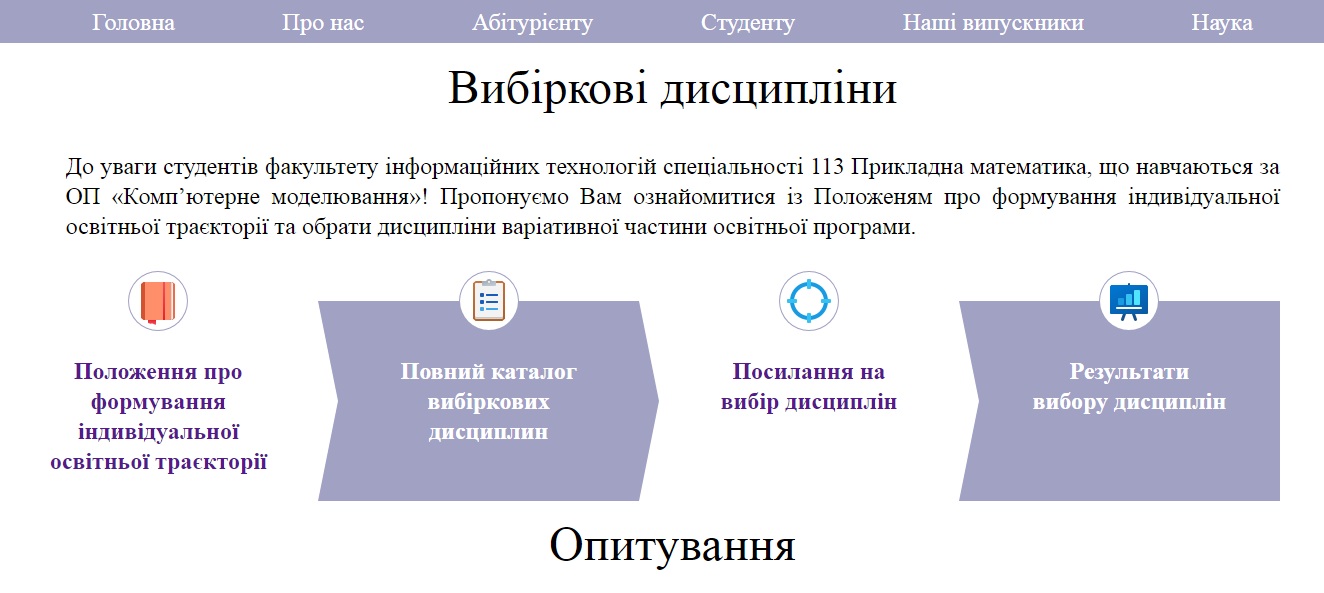 Головна Про нас Абітурієнту Студенту Наші випускники Наука
Вибіркові дисципліни
До уваги студентів факультету інформаційних технологій спеціальності 113 Прикладна математика, що навчаються за
ОП «Комп’ютерне моделювання»! Пропонуємо Вам ознайомитися із Положеням про формування індивідуальної
освітньої траєкторії та обрати дисципліни варіативної частини освітньої програми.
Положення про
формування
індивідуальної
освітньої траєкторії
Повний каталог
вибіркових
дисциплин
Посилання на
вибір дисциплін
Результати
вибору дисциплін
Опитування